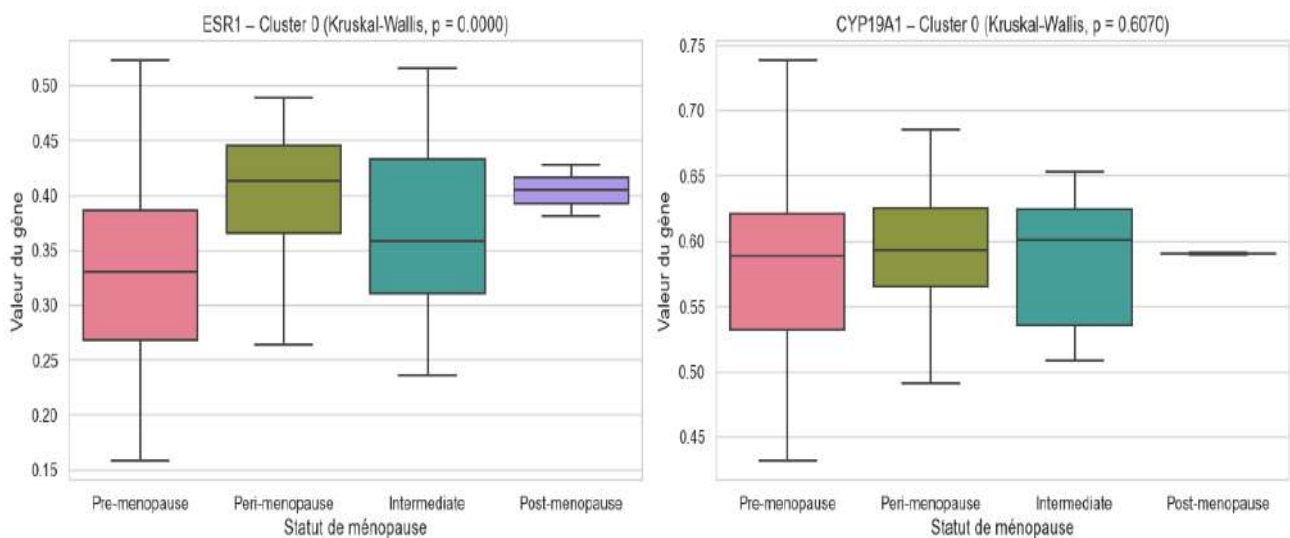 ESR1 – Cluster 0 (Kruskal-Wallis, p = 0.0000)
Valeur du gène
0.50
0.45
0.40
0.35
0.30
0.25
0.20
0.15
Pre-menopause Peri-menopause Intermediate Post-menopause
Statut de ménopause
CYP19A1 – Cluster 0 (Kruskal-Wallis, p = 0.6070)
Valeur du gène
0.75
0.70
0.65
0.60
0.55
0.50
0.45
Pre-menopause Peri-menopause Intermediate Post-menopause
Statut de ménopause